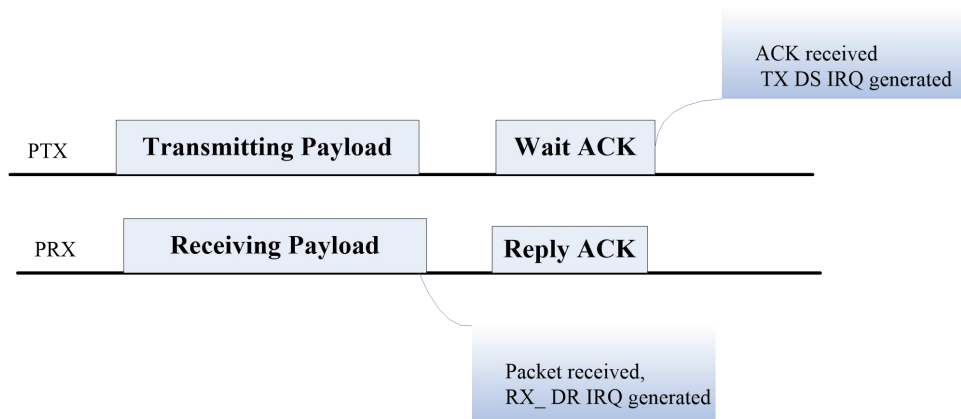 ACK received
TX DS IRQ generated
PTX
Transmitting Payload
Wait ACK
PRX
Receiving Payload
Reply ACK
Packet received,
RX_ DR IRQ generated